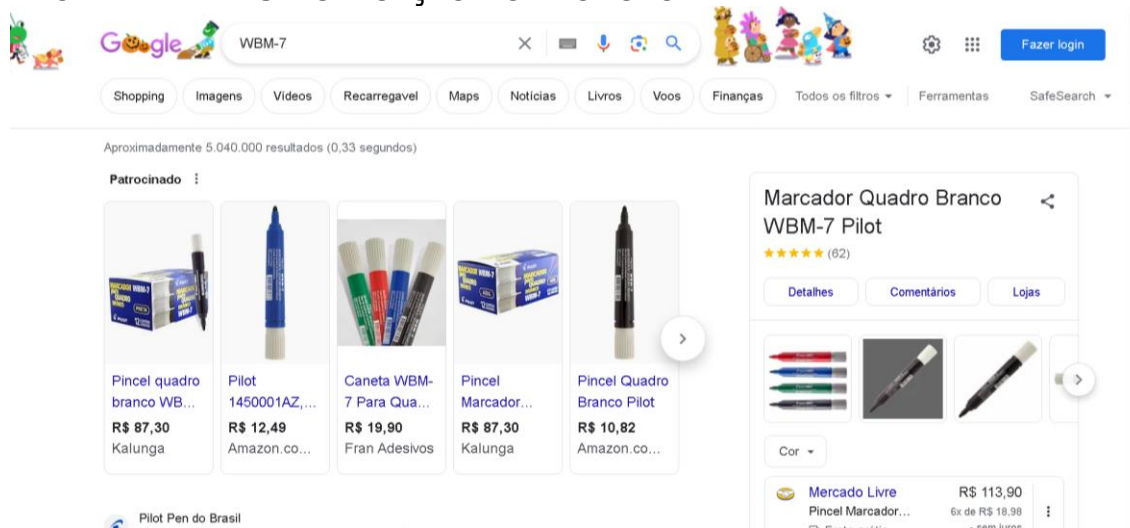 Google
WBM-7
Fazer login
Shopping Imagens Vídeos Recarregavel Maps Notícias Livros Voos Finanças Todos os filtros Ferramentas SafeSearch
Aproximadamente 5.040.000 resultados (0,33 segundos)
Patrocinado
Pincel quadro
branco WB...
R$ 87,30
Kalunga
Pilot
1450001AZ,...
R$ 12,49
Amazon.co...
Caneta WBM-
7 Para Qua...
R$ 19,90
Fran Adesivos
Pincel
Marcador...
R$ 87,30
Kalunga
Pincel Quadro
Branco Pilot
R$ 10,82
Amazon.co...
Pilot Pen do Brasil
Marcador Quadro Branco
WBM-7 Pilot
(62)
Detalhes Comentários Lojas
Cor
Mercado Livre R$ 113,90
Pincel Marcador... 6x de R$ 18,98
sem juros